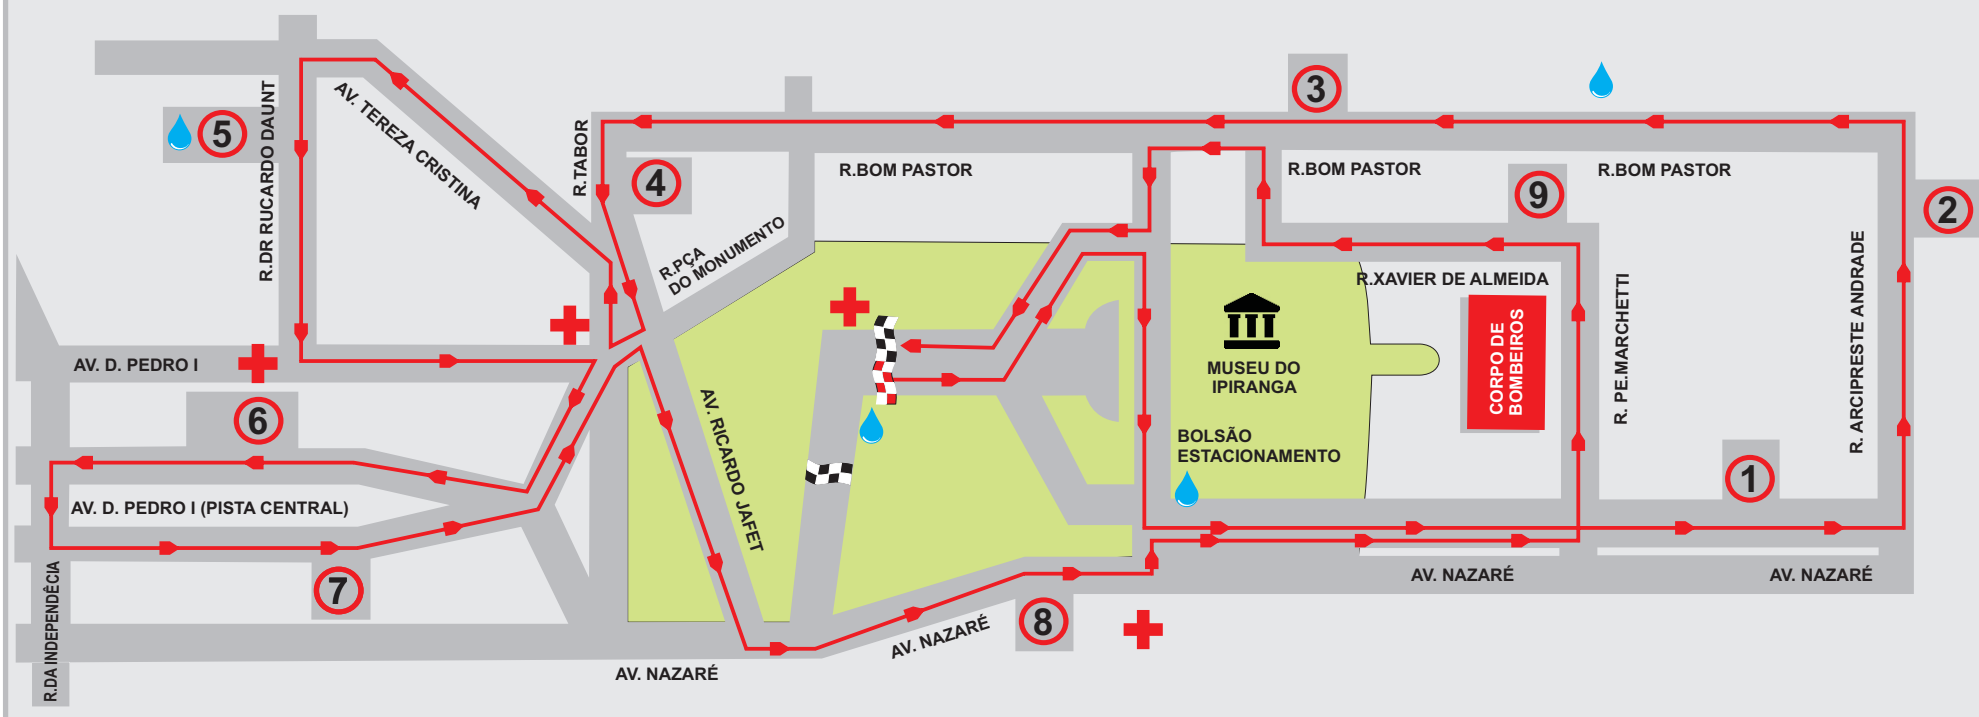 3
5
R.DRR RUCARDO DAUNT
AV. TEREZA CRISTINA
R.TABOR
4
R.BOM PASTOR
R.BOM PASTOR
9
R.BOM PASTOR
2
R.PÇA
DO MONUMENTO
R.XAVIER DE ALMEIDA
R. PE.MARCHETTI
R. ARCIPRESTE ANDRADE
AV. D. PEDRO I
MUSEU DO
IPIRANGA
CORPO DE
BOMBEIROS
6
AV. RICARDO JAFET
BOLSÃO
ESTACIONAMENTO
1
AV. D. PEDRO I (PISTA CENTRAL)
7
R.DA INDEPENDÊCIA
8
AV. NAZARÉ
AV. NAZARÉ
AV. NAZARÉ
AV. NAZARÉ